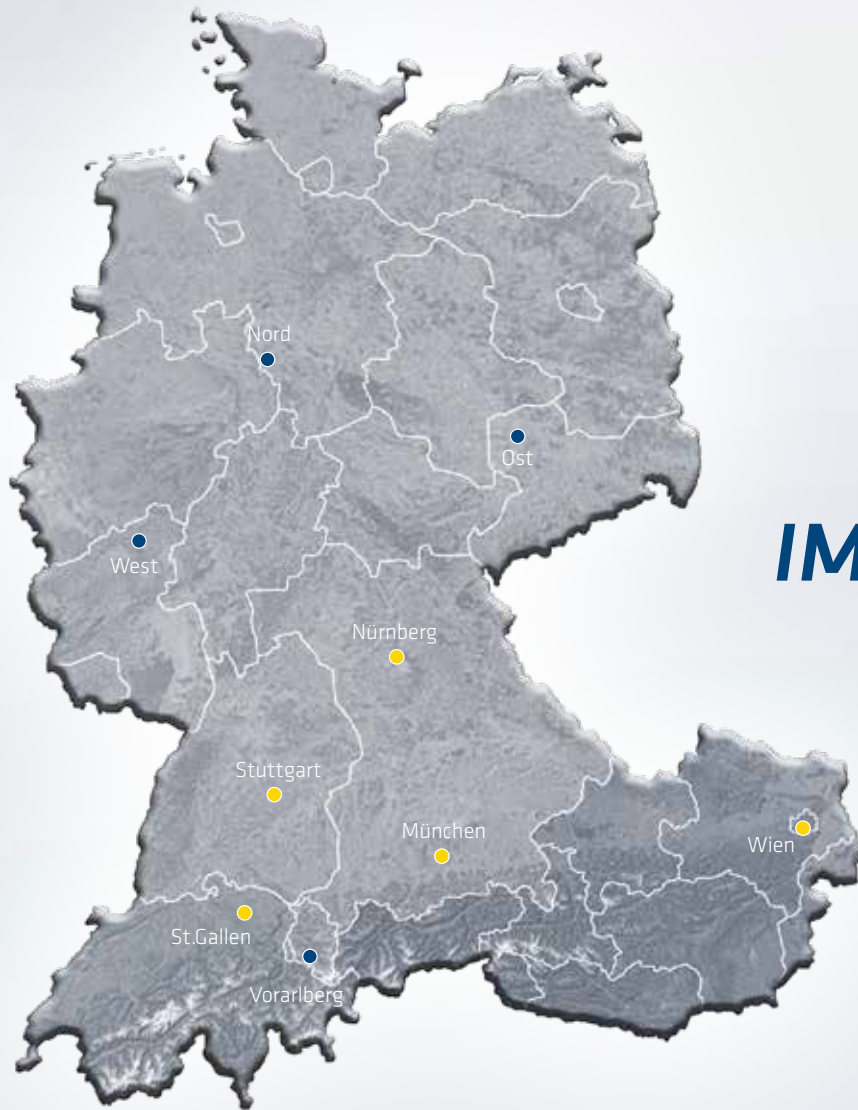 Nord
Ost
IM
West
Nürnberg
Stuttgart
München
Wien
St.Gallen
Vorarlberg